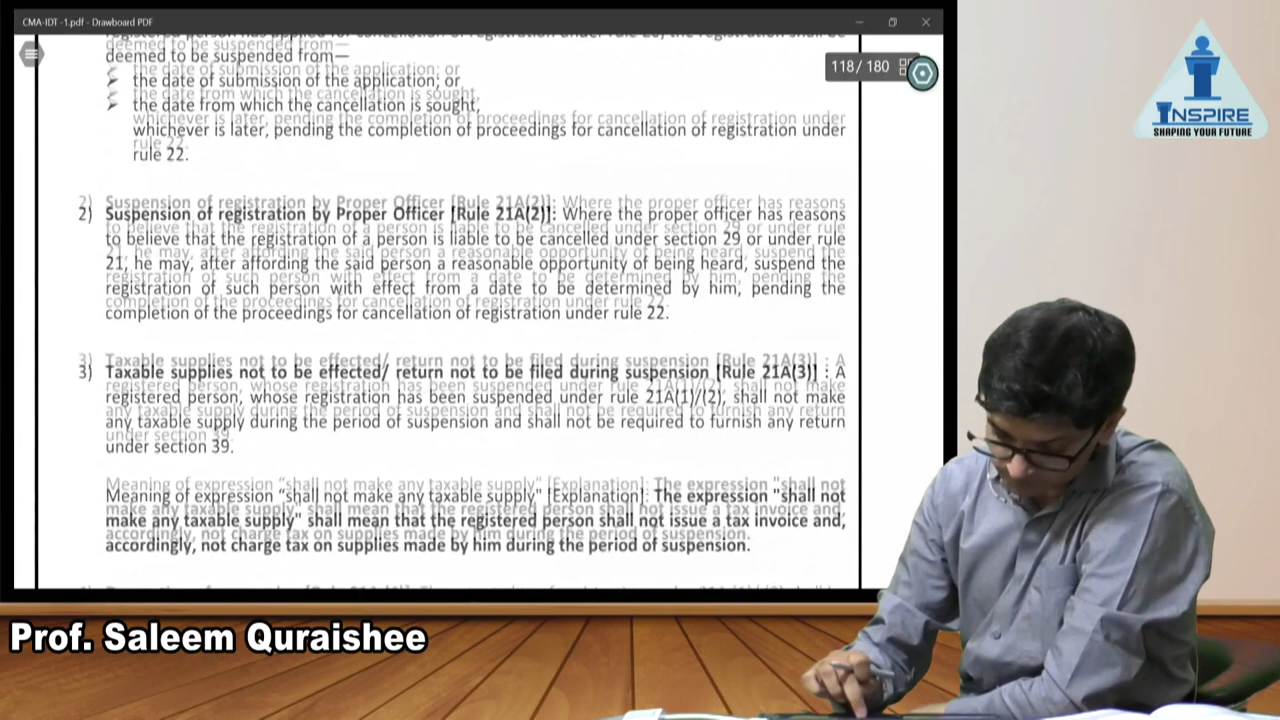 CMA-IDT -1.pdf - Drawboard PDF
118/ 180
deemed to be suspended from—
➢ the date of submission of the application; or
➢ the date from which the cancellation is sought,
whichever is later, pending the completion of proceedings for cancellation of registration under
rule 22.
2) Suspension of registration by Proper Officer [Rule 21A(2)]: Where the proper officer has reasons
to believe that the registration of a person is liable to be cancelled under section 29 or under rule
21, he may, after affording the said person a reasonable opportunity of being heard, suspend the
registration of such person with effect from a date to be determined by him, pending the
completion of the proceedings for cancellation of registration under rule 22.
3) Taxable supplies not to be effected/ return not to be filed during suspension [Rule 21A(3)] : A
registered person, whose registration has been suspended under rule 21A(1)/(2), shall not make
any taxable supply during the period of suspension and shall not be required to furnish any return
under section 39.
Meaning of expression "shall not make any taxable supply" [Explanation]: The expression "shall not
make any taxable supply" shall mean that the registered person shall not issue a tax invoice and,
accordingly, not charge tax on supplies made by him during the period of suspension.
INSPIRE
SHAPING YOUR FUTURE
Prof. Saleem Quraishee